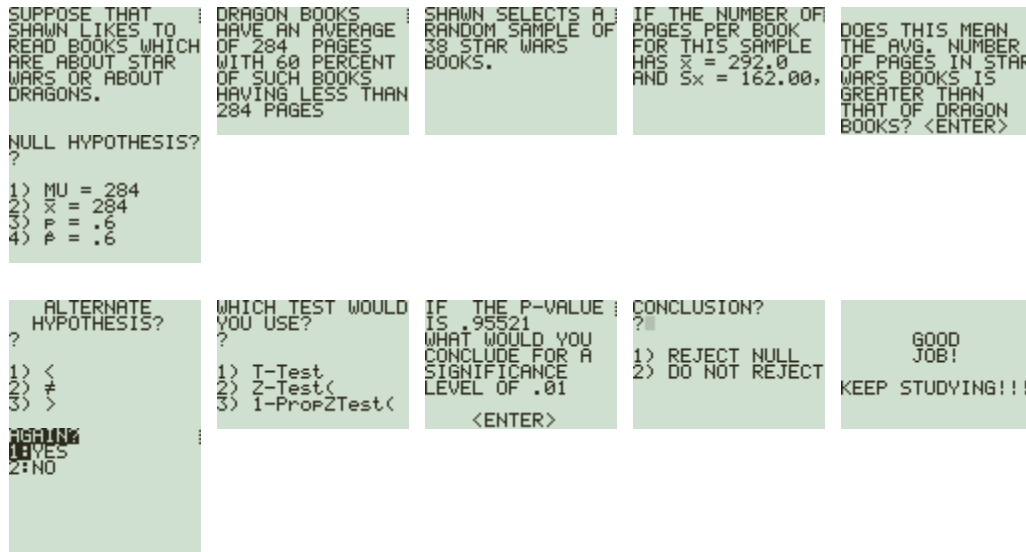 SUPPOSE THAT
SHAWN LIKES TO
READ BOOKS WHICH
ARE ABOUT STAR
WARS OR ABOUT
DRAGONS.
DRAGON BOOKS
HAVE AN AVERAGE
OF 284 PAGES
WITH 60 PERCENT
OF SUCH BOOKS
HAVING LESS THAN
284 PAGES
SHAWN SELECTS A
RANDOM SAMPLE OF
38 STAR WARS
BOOKS.
IF THE NUMBER OF
PAGES PER BOOK
FOR THIS SAMPLE
HAS x̄ = 292.0
AND Sx = 162.00,
DOES THIS MEAN
THE AVG. NUMBER
OF PAGES IN STAR
WARS BOOKS IS
GREATER THAN
THAT OF DRAGON
BOOKS? <ENTER>
NULL HYPOTHESIS?
?
1) MU = 284
2) x̄ = 284
3) p = .6
4) p̂ = .6
ALTERNATE
HYPOTHESIS?
?
1) <
2) ≠
3) >
WHICH TEST WOULD
YOU USE?
?
1) T-Test
2) Z-Test(
3) 1-PropZTest(
IF THE P-VALUE
IS .95521
WHAT WOULD YOU
CONCLUDE FOR A
SIGNIFICANCE
LEVEL OF .01
<ENTER>
CONCLUSION?
?
1) REJECT NULL
2) DO NOT REJECT
GOOD
JOB!
KEEP STUDYING!!!
AGAIN?
1:YES
2:NO